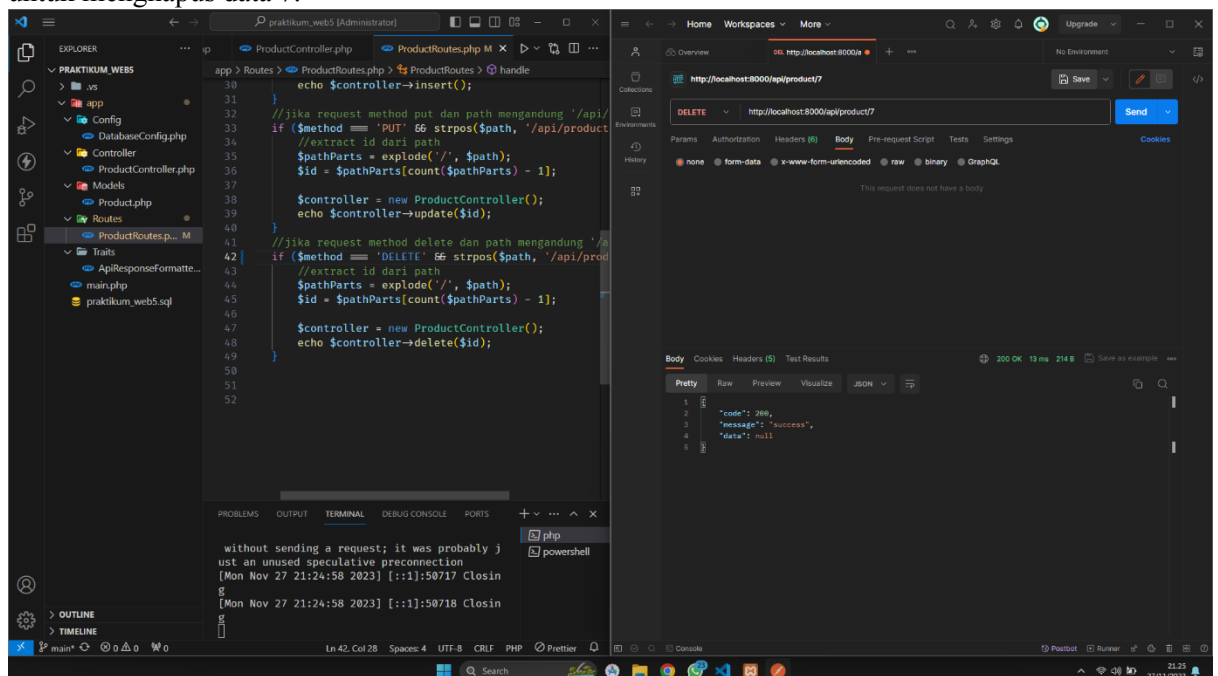 untuk menghapus data 7.
praktikum_web5 [Administrator]
EXPLORER
PRAKTIKUM_WEB5
.vs
app
Config
DatabaseConfig.php
Controller
ProductController.php
Models
Product.php
Routes
ProductRoutes.p... M
Traits
ApiResponseFormatte...
main.php
praktikum_web5.sql
OUTLINE
TIMELINE
ProductController.php
ProductRoutes.php M
app > Routes > ProductRoutes.php > ProductRoutes > handle
30 echo $controller->insert();
31 }
32 //jika request method put dan path mengandung '/api/
33 if ($method === 'PUT' && strpos($path, '/api/product
34 //extract id dari path
35 $pathParts = explode('/', $path);
36 $id = $pathParts[count($pathParts) - 1];
37
38 $controller = new ProductController();
39 echo $controller->update($id);
40 }
41 //jika request method delete dan path mengandung '/a
42 if ($method === 'DELETE' && strpos($path, '/api/prod
43 //extract id dari path
44 $pathParts = explode('/', $path);
45 $id = $pathParts[count($pathParts) - 1];
46
47 $controller = new ProductController();
48 echo $controller->delete($id);
49 }
50
51
52
PROBLEMS OUTPUT TERMINAL DEBUG CONSOLE PORTS
without sending a request; it was probably j
ust an unused speculative preconnection
[Mon Nov 27 21:24:58 2023] [::1]:50717 Closin
g
[Mon Nov 27 21:24:58 2023] [::1]:50718 Closin
g
php
powershell
main* 0 0 0 Ln 42, Col 28 Spaces: 4 UTF-8 CRLF PHP Prettier
Home Workspaces More Upgrade
Collections
Environments
History
Overview DEL http://localhost:8000/a No Environment
http://localhost:8000/api/product/7 Save
DELETE http://localhost:8000/api/product/7 Send
Params Authorization Headers (6) Body Pre-request Script Tests Settings Cookies
none form-data x-www-form-urlencoded raw binary GraphQL
This request does not have a body
Body Cookies Headers (5) Test Results 200 OK 13 ms 214 B Save as example
Pretty Raw Preview Visualize JSON
1 {
2 "code": 200,
3 "message": "success",
4 "data": null
5 }
Console Postbot Runner
Search
21.25
27/11/2023